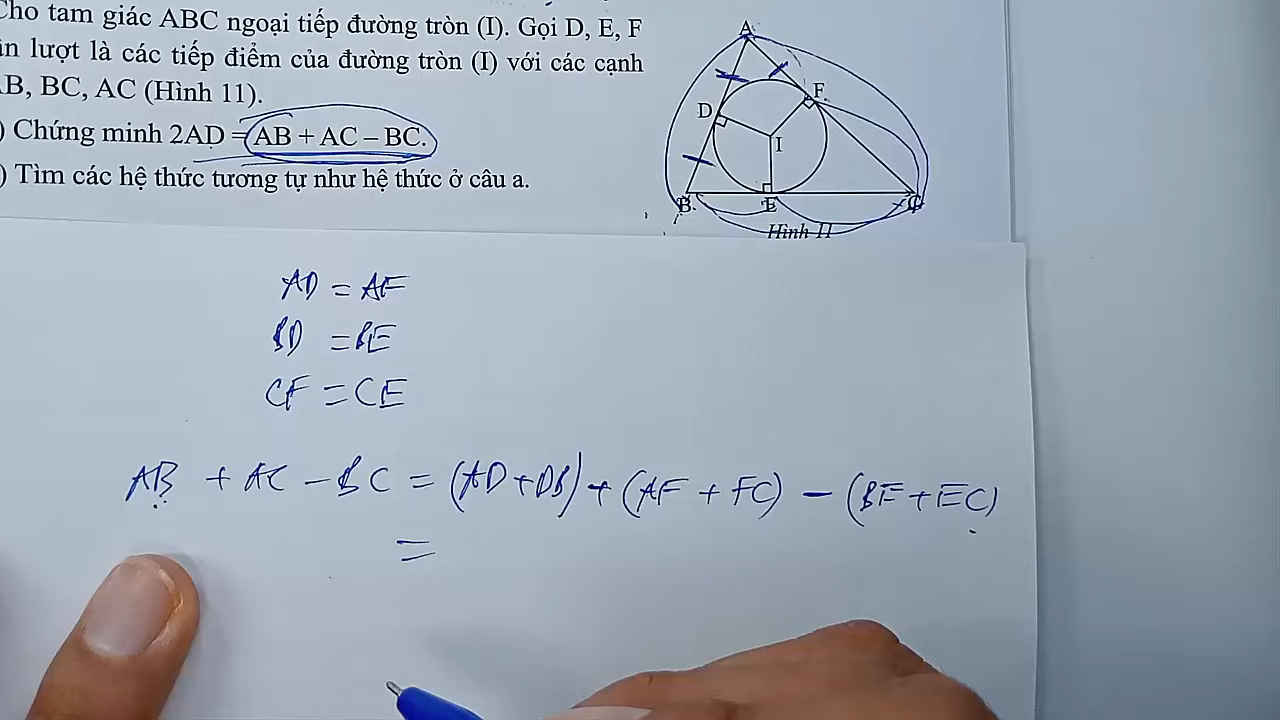 Cho tam giác ABC ngoại tiếp đường tròn (I). Gọi D, E, F
lượt là các tiếp điểm của đường tròn (I) với các cạnh
B, BC, AC (Hình 11).
) Chứng minh 2AD = AB + AC – BC.
) Tìm các hệ thức tương tự như hệ thức ở câu a.
A
D
F
I
B
E
C
Hình 11
AD = AF
BD = BE
CF = CE
AB + AC - BC = (AD + DB) + (AF + FC) - (BE + EC)
=